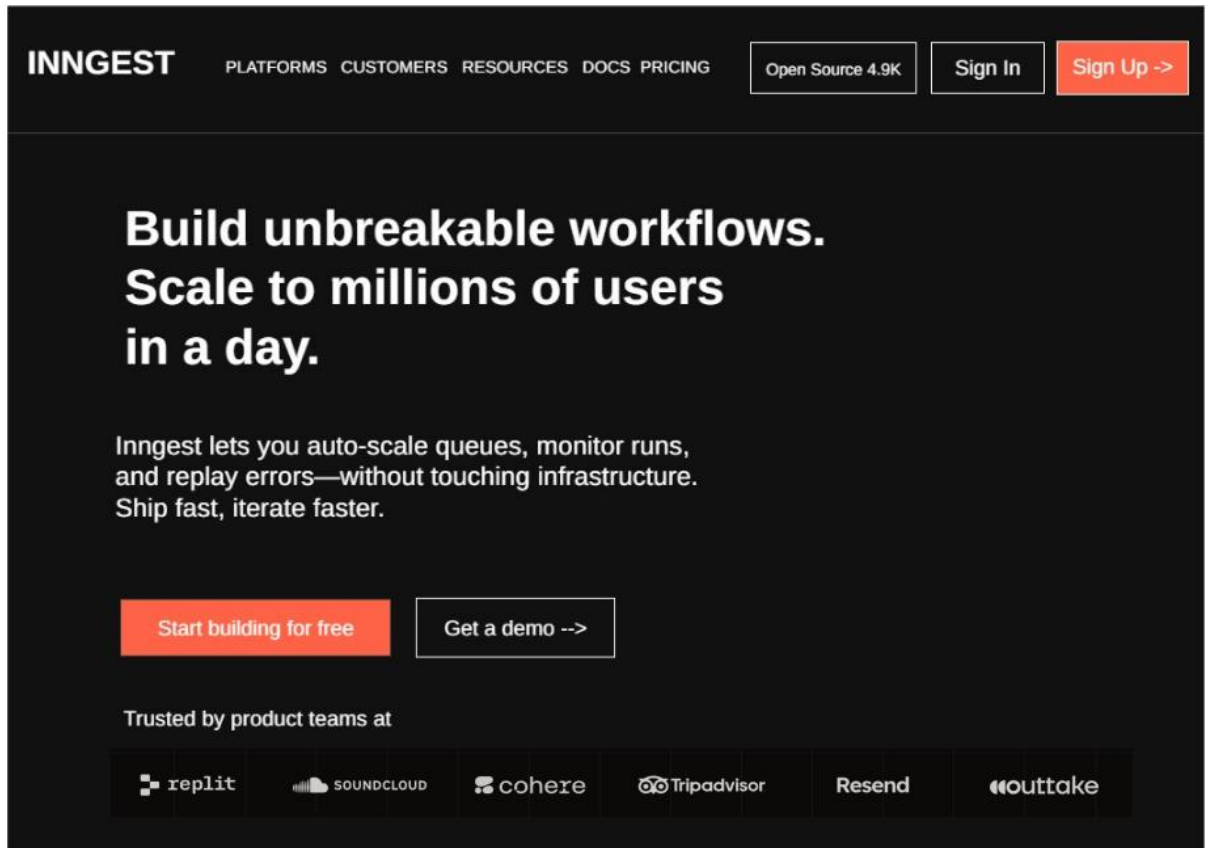 INNGEST PLATFORMS CUSTOMERS RESOURCES DOCS PRICING Open Source 4.9K Sign In Sign Up ->
Build unbreakable workflows.
Scale to millions of users
in a day.
Inngest lets you auto-scale queues, monitor runs,
and replay errors—without touching infrastructure.
Ship fast, iterate faster.
Start building for free Get a demo -->
Trusted by product teams at
replit SOUNDCLOUD cohere Tripadvisor Resend outtake